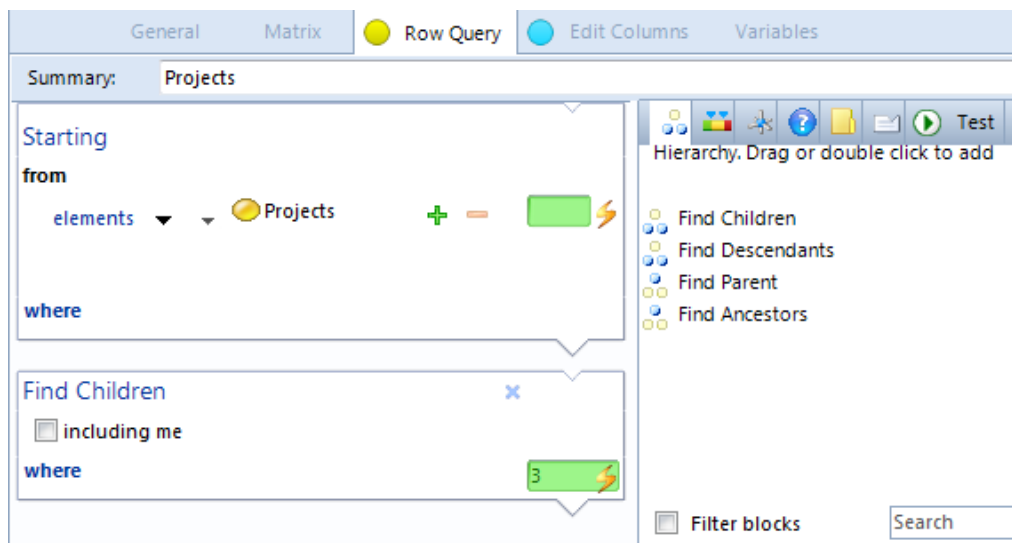 General Matrix Row Query Edit Columns Variables
Summary: Projects
Starting
from
elements Projects
where
Find Children
including me
where
3
Test
Hierarchy. Drag or double click to add
Find Children
Find Descendants
Find Parent
Find Ancestors
Filter blocks Search